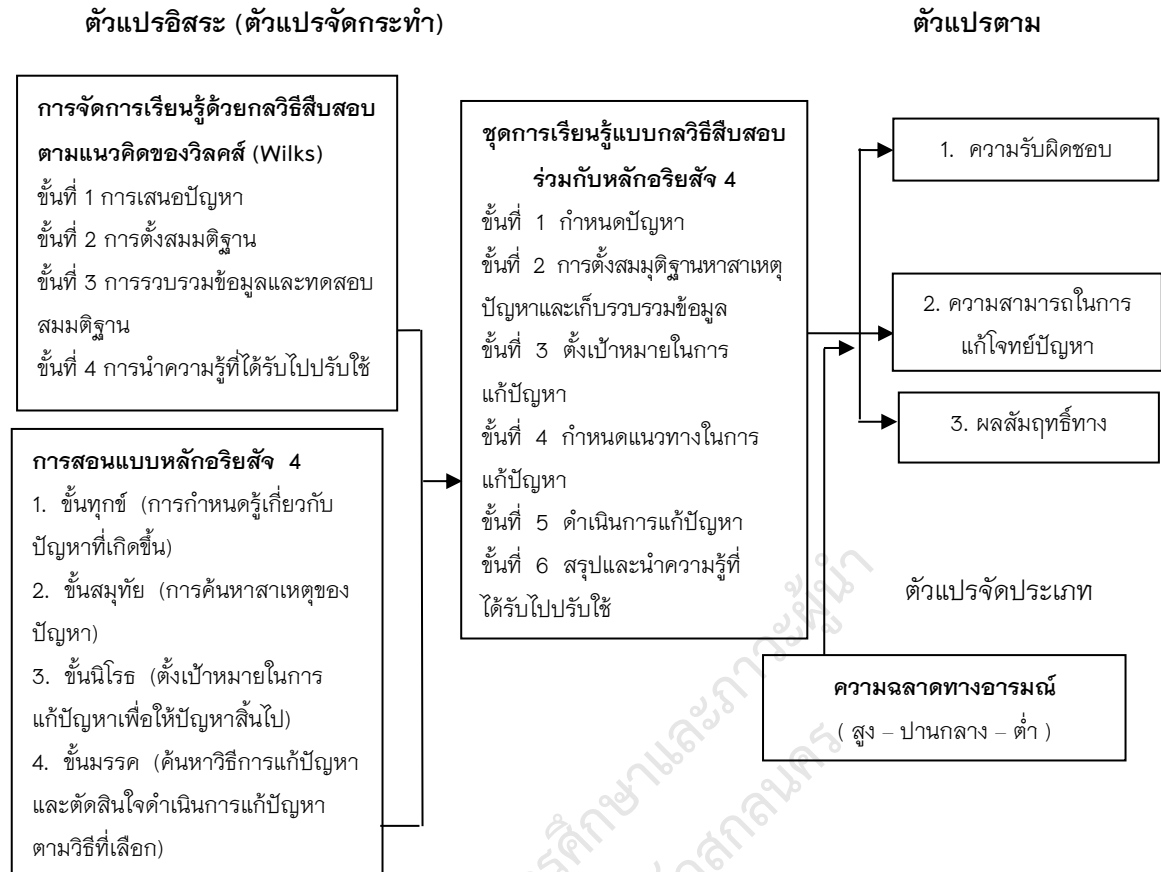 ตัวแปรอิสระ (ตัวแปรจัดกระทำ)
ตัวแปรตาม
การจัดการเรียนรู้ด้วยกลวิธีสืบสอบ
ตามแนวคิดของวิลคส์ (Wilks)
ขั้นที่ 1 การเสนอปัญหา
ขั้นที่ 2 การตั้งสมมติฐาน
ขั้นที่ 3 การรวบรวมข้อมูลและทดสอบ
สมมติฐาน
ขั้นที่ 4 การนำความรู้ที่ได้รับไปปรับใช้
การสอนแบบหลักอริยสัจ 4
1. ขั้นทุกข์ (การกำหนดรู้เกี่ยวกับ
ปัญหาที่เกิดขึ้น)
2. ขั้นสมุทัย (การค้นหาสาเหตุของ
ปัญหา)
3. ขั้นนิโรธ (ตั้งเป้าหมายในการ
แก้ปัญหาเพื่อให้ปัญหาสิ้นไป)
4. ขั้นมรรค (ค้นหาวิธีการแก้ปัญหา
และตัดสินใจดำเนินการแก้ปัญหา
ตามวิธีที่เลือก)
ชุดการเรียนรู้แบบกลวิธีสืบสอบ
ร่วมกับหลักอริยสัจ 4
ขั้นที่ 1 กำหนดปัญหา
ขั้นที่ 2 การตั้งสมมุติฐานหาสาเหตุ
ปัญหาและเก็บรวบรวมข้อมูล
ขั้นที่ 3 ตั้งเป้าหมายในการ
แก้ปัญหา
ขั้นที่ 4 กำหนดแนวทางในการ
แก้ปัญหา
ขั้นที่ 5 ดำเนินการแก้ปัญหา
ขั้นที่ 6 สรุปและนำความรู้ที่
ได้รับไปปรับใช้
1. ความรับผิดชอบ
2. ความสามารถในการ
แก้โจทย์ปัญหา
3. ผลสัมฤทธิ์ทาง
ตัวแปรจัดประเภท
ความฉลาดทางอารมณ์
( สูง – ปานกลาง – ต่ำ )
การศึกษาและภาวะผู้นำ
สกลนคร